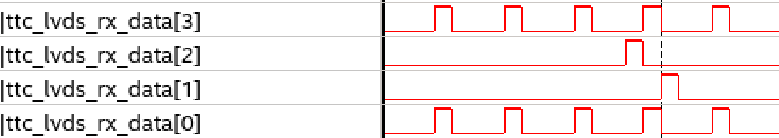 |ttc_lvds_rx_data[3]
|ttc_lvds_rx_data[2]
|ttc_lvds_rx_data[1]
|ttc_lvds_rx_data[0]